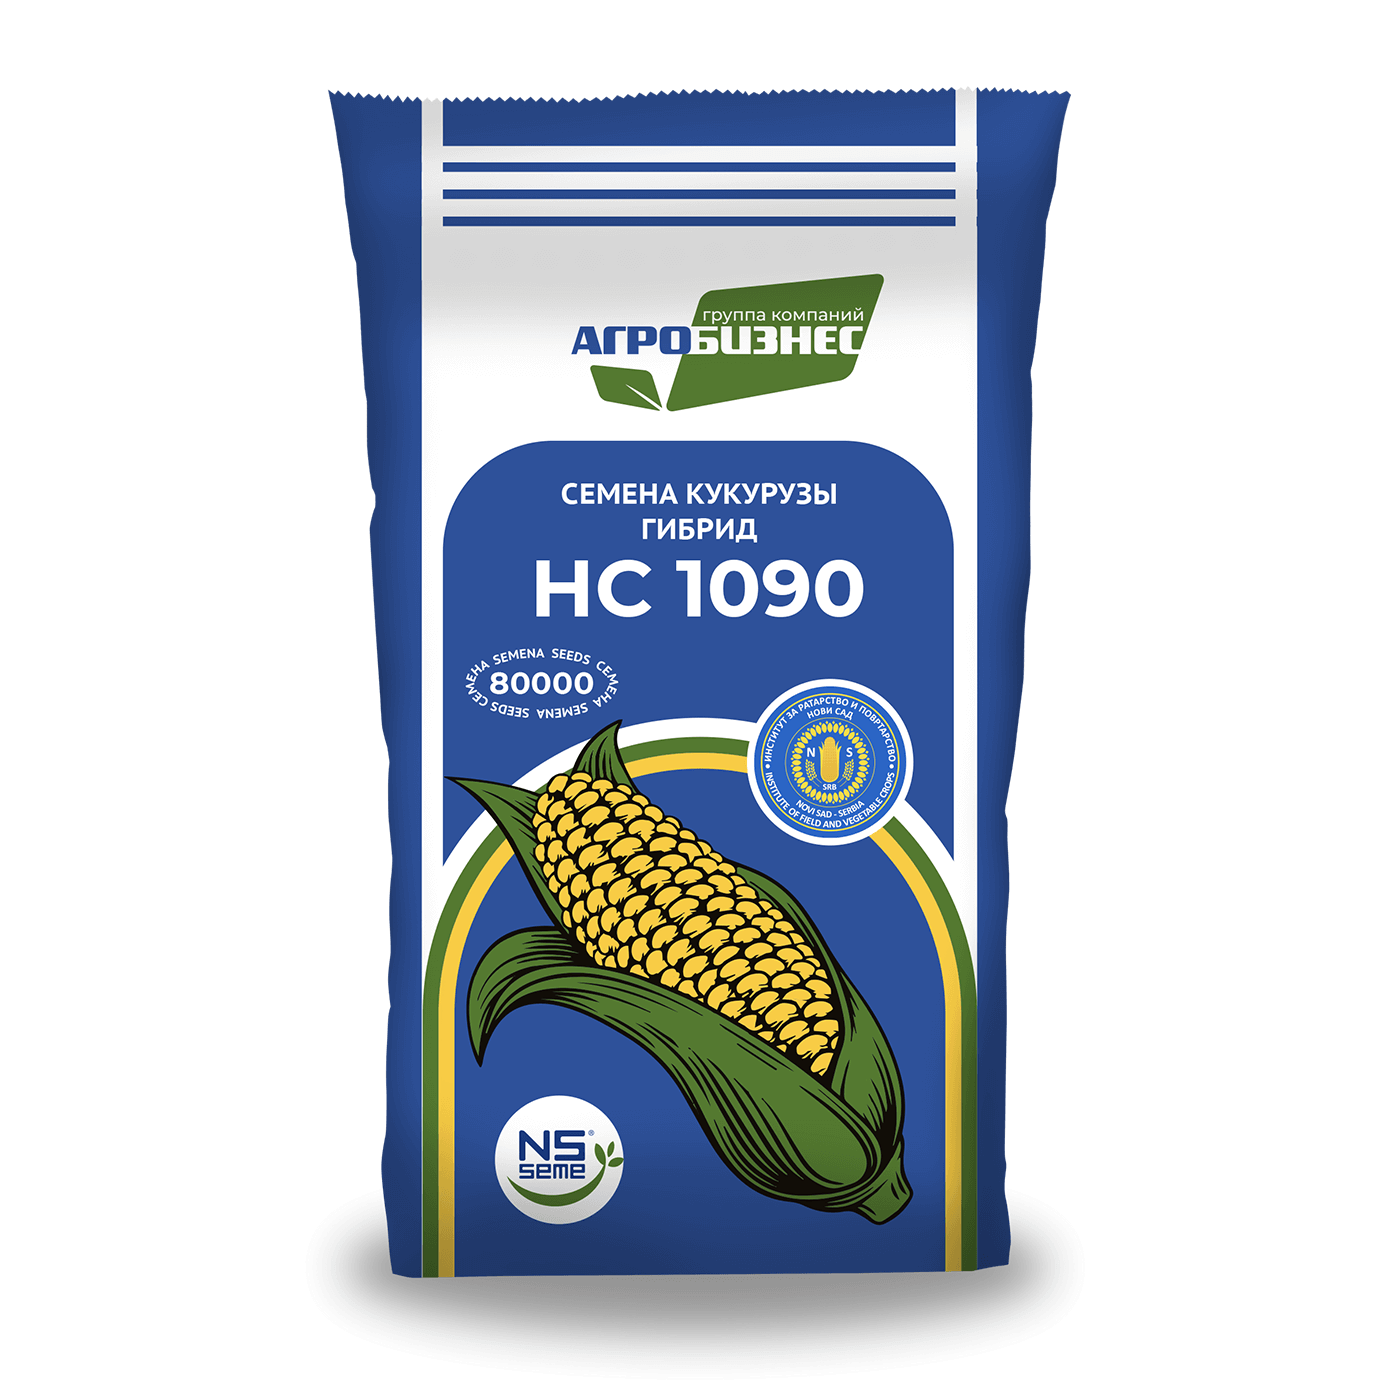 группа компаний
АГРОБИЗНЕС
СЕМЕНА КУКУРУЗЫ
ГИБРИД
НС 1090
СЕМЕНА SEMENA SEEDS СЕМЕНА SEMENA SEEDS
80000
ИНСТИТУТ ЗА РАТАРСТВО И ПОВРТАРСТВО
НОВИ САД
N S
SRB
NOVI SAD - SERBIA
INSTITUTE OF FIELD AND VEGETABLE CROPS
NS®
seme